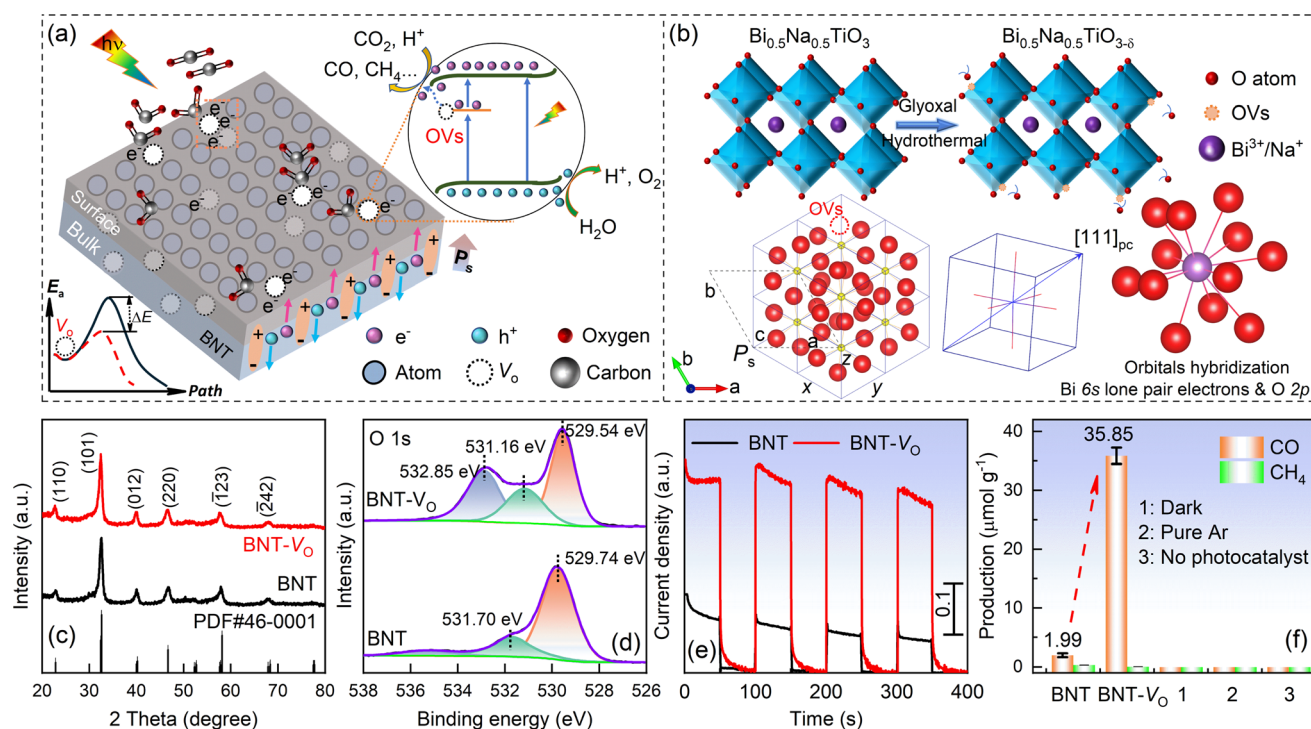 (a)
hν
CO₂, H⁺
CO, CH₄...
OVs
H⁺, O₂
H₂O
e⁻
e⁻
e⁻
e⁻
e⁻
e⁻
e⁻
e⁻
e⁻
e⁻
Surface
Bulk
BNT
+ - + - + - + -
Pₛ
Eₐ
Vₒ
ΔE
Path
e⁻
h⁺
Oxygen
Atom
Vₒ
Carbon
(b)
Bi₀.₅Na₀.₅TiO₃
Bi₀.₅Na₀.₅TiO₃₋δ
Glyoxal
Hydrothermal
O atom
OVs
Bi³⁺/Na⁺
OVs
b
c
a
z
Pₛ
x
y
b
a
[111]pc
Orbitals hybridization
Bi 6s lone pair electrons & O 2p
(110)
(101)
(012)
(220)
(1̄23)
(2̄42)
BNT-Vₒ
BNT
PDF#46-0001
(c)
Intensity (a.u.)
20 30 40 50 60 70 80
2 Theta (degree)
O 1s
529.54 eV
531.16 eV
532.85 eV
BNT-Vₒ
529.74 eV
531.70 eV
BNT
(d)
Intensity (a.u.)
538 536 534 532 530 528 526
Binding energy (eV)
BNT
BNT-Vₒ
0.1
(e)
Current density (a.u.)
0 100 200 300 400
Time (s)
35.85
1.99
CO
CH₄
1: Dark
2: Pure Ar
3: No photocatalyst
(f)
Production (μmol g⁻¹)
40
30
20
10
0
BNT BNT-Vₒ 1 2 3